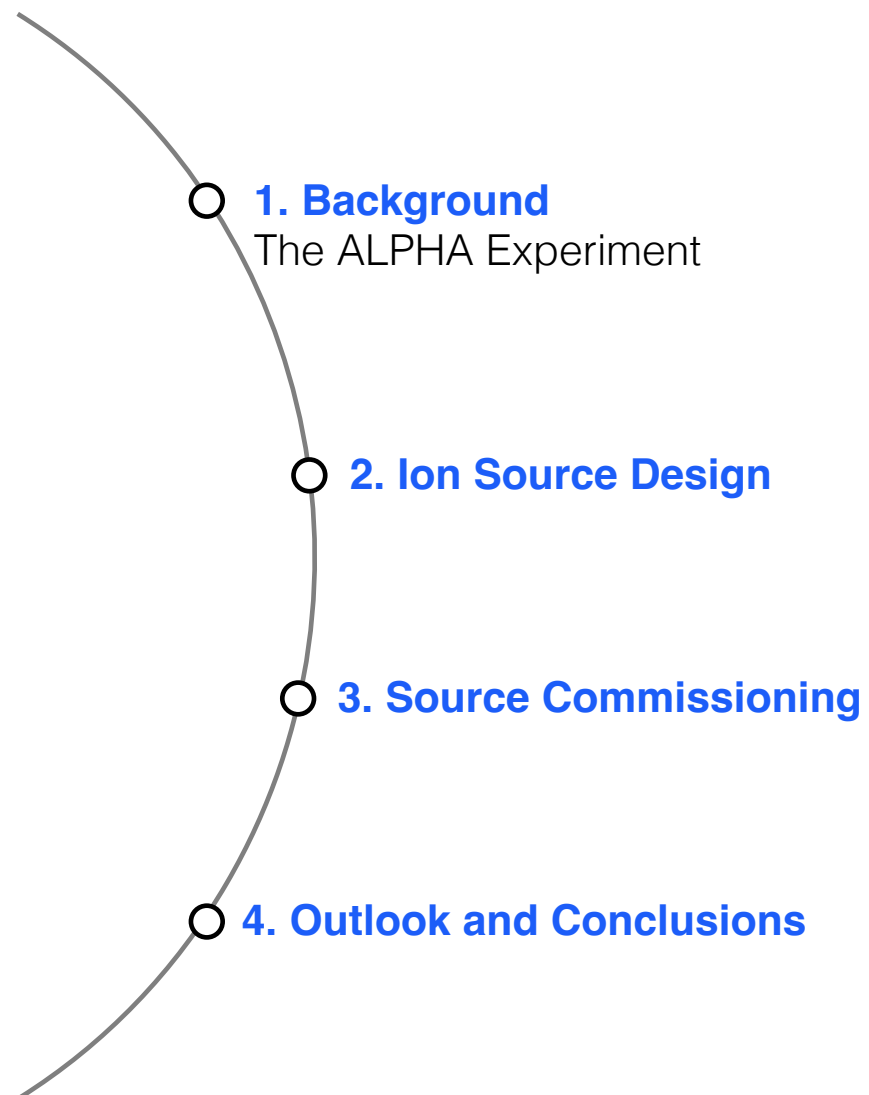 1. Background
The ALPHA Experiment
2. Ion Source Design
3. Source Commissioning
4. Outlook and Conclusions